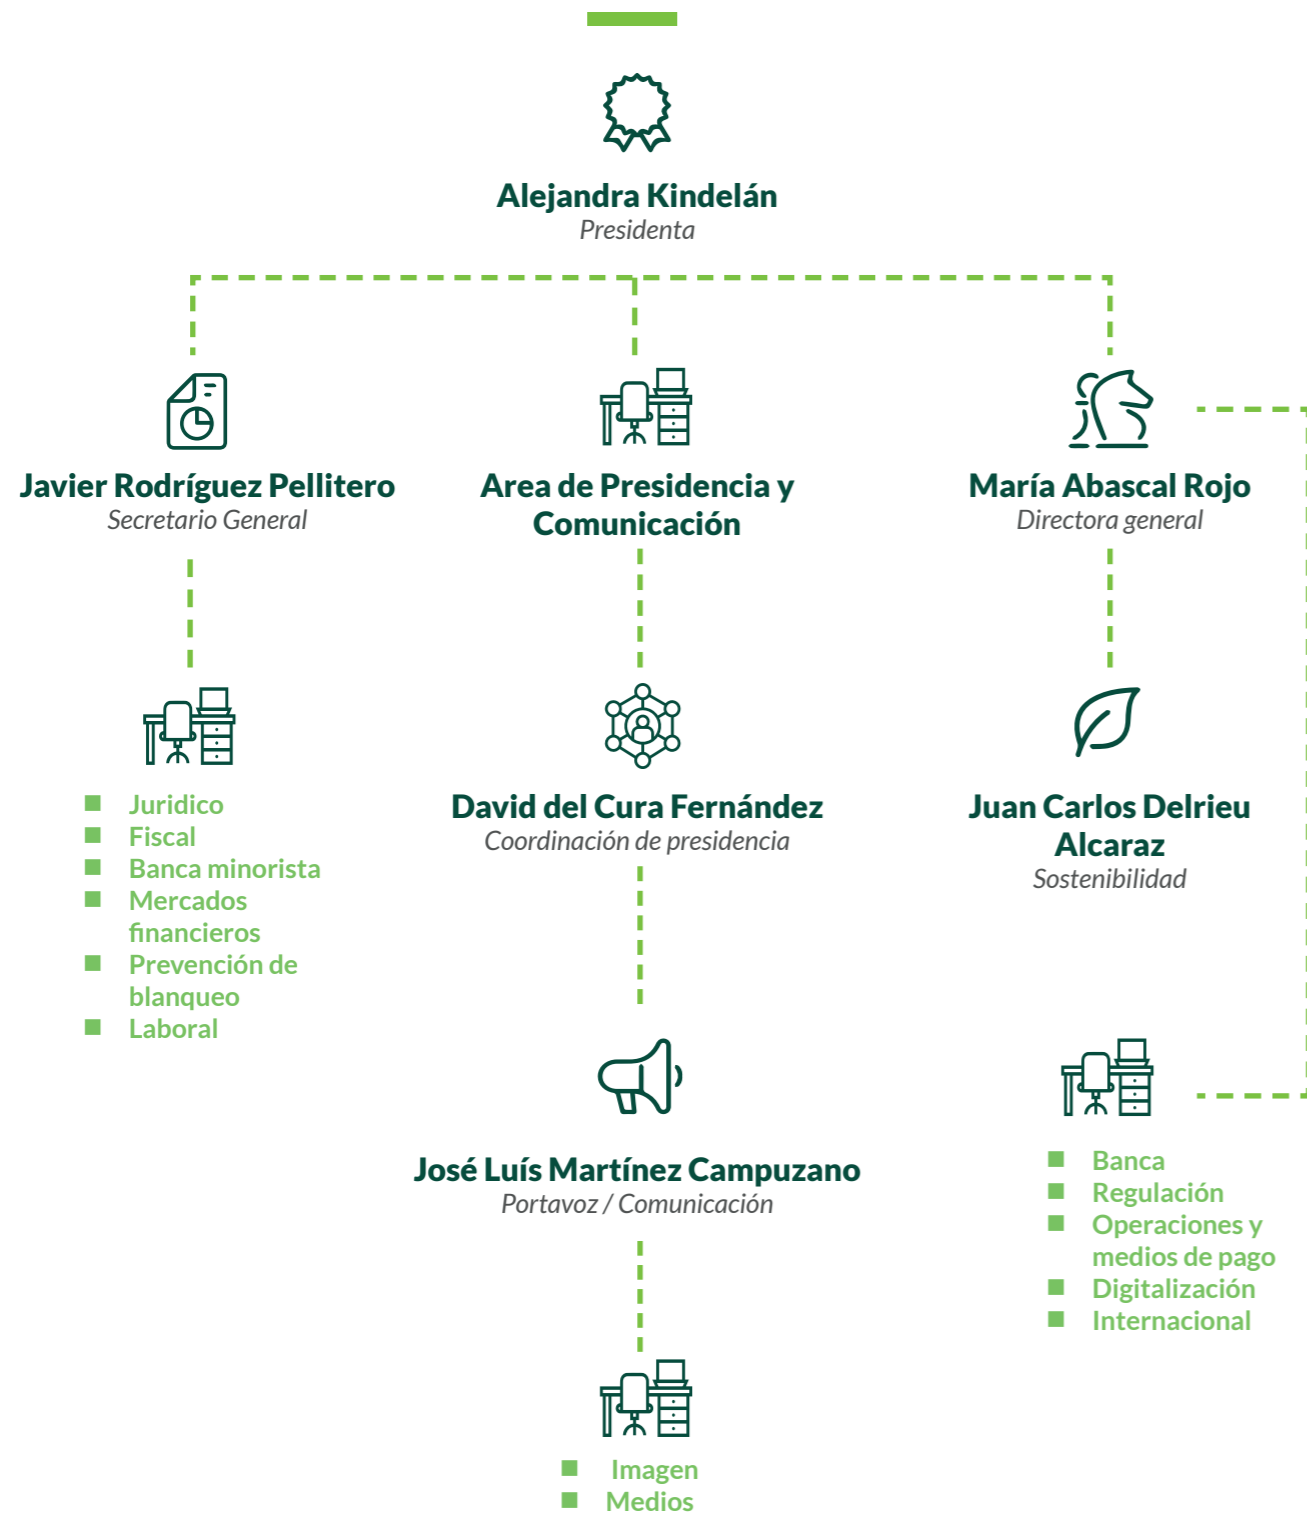 Alejandra Kindelán
Presidenta
Javier Rodríguez Pellitero
Secretario General
Area de Presidencia y
Comunicación
María Abascal Rojo
Directora general
Juridico
Fiscal
Banca minorista
Mercados
financieros
Prevención de
blanqueo
Laboral
David del Cura Fernández
Coordinación de presidencia
Juan Carlos Delrieu
Alcaraz
Sostenibilidad
José Luís Martínez Campuzano
Portavoz / Comunicación
Banca
Regulación
Operaciones y
medios de pago
Digitalización
Internacional
Imagen
Medios